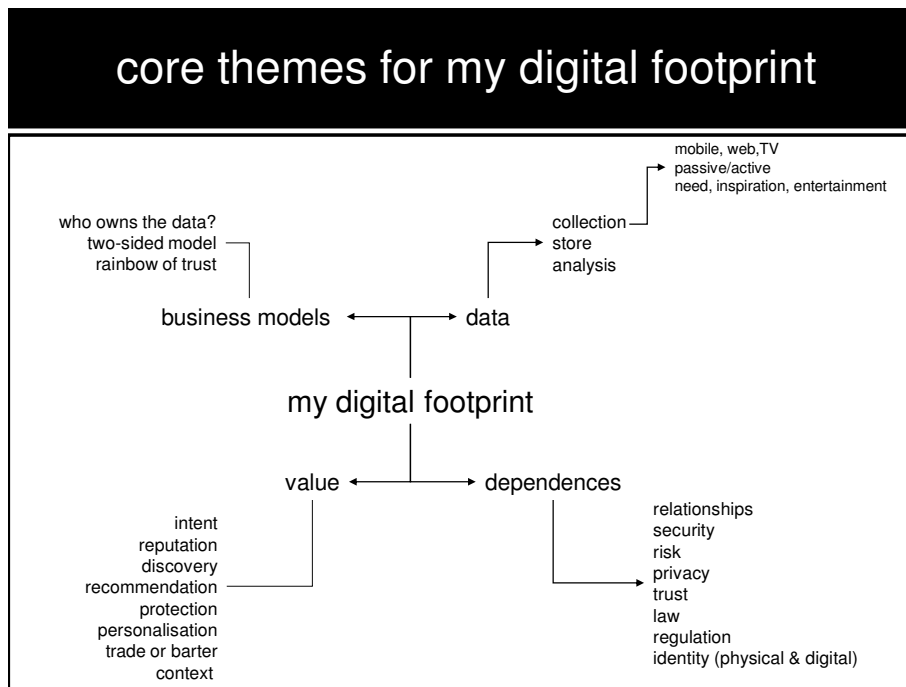 core themes for my digital footprint
mobile, web,TV
passive/active
need, inspiration, entertainment
who owns the data?
two-sided model
rainbow of trust
collection
store
analysis
business models
data
my digital footprint
value
dependences
intent
reputation
discovery
recommendation
protection
personalisation
trade or barter
context
relationships
security
risk
privacy
trust
law
regulation
identity (physical & digital)